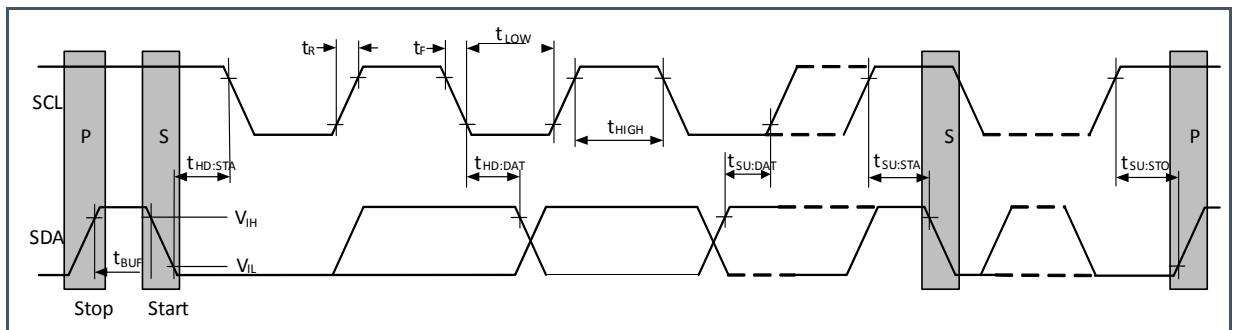 tR
tF
tLOW
SCL
P
S
tHIGH
S
P
tHD:STA
tHD:DAT
tSU:DAT
tSU:STA
tSU:STO
VIH
SDA
tBUF
VIL
Stop
Start